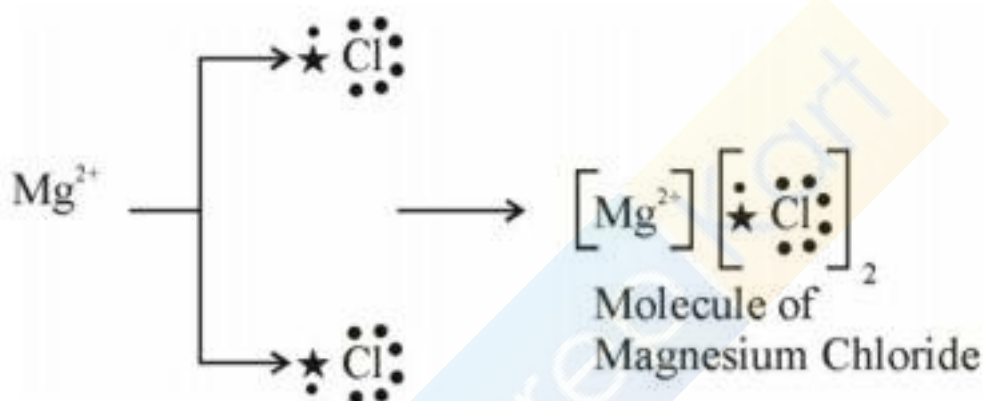 Cl
Mg²⁺
[Mg²⁺] [Cl]₂
Molecule of
Magnesium Chloride
Cl